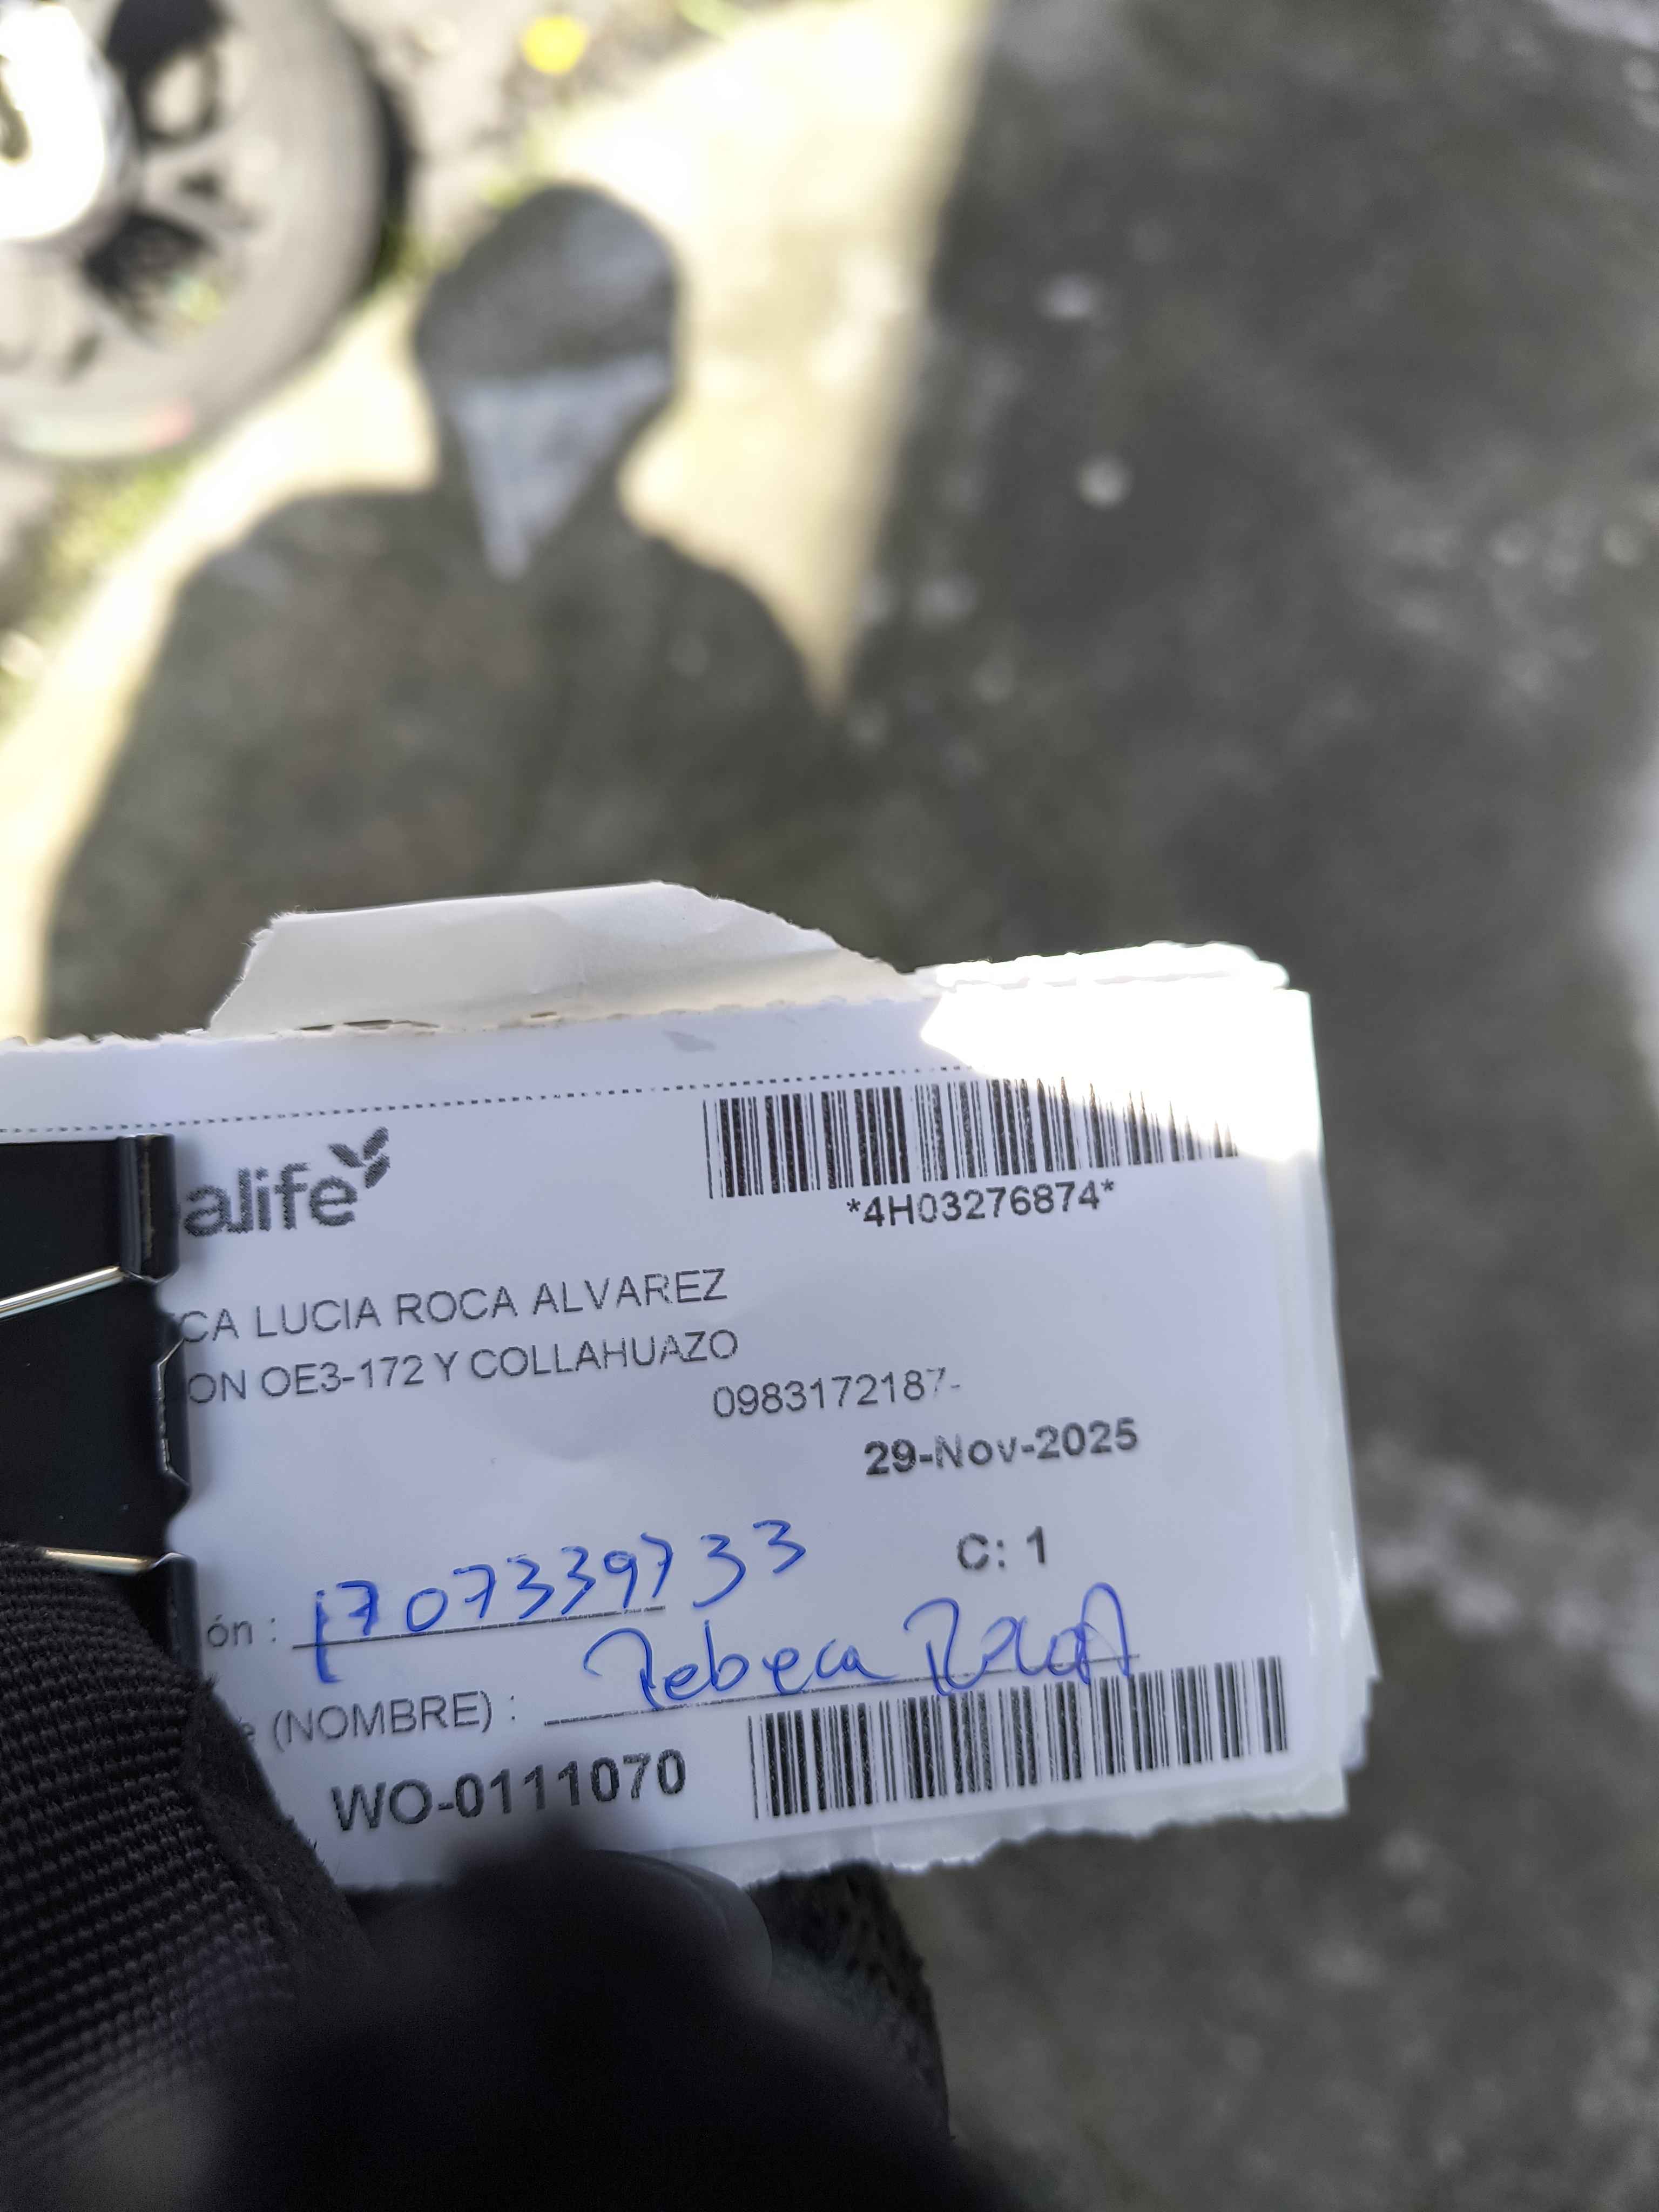 alife
*4H03276874*
CA LUCIA ROCA ALVAREZ
ON OE3-172 Y COLLAHUAZO
0983172187-
29-Nov-2025
C: 1
ón : 1707339733
e (NOMBRE) : Rebeca Roca
WO-0111070